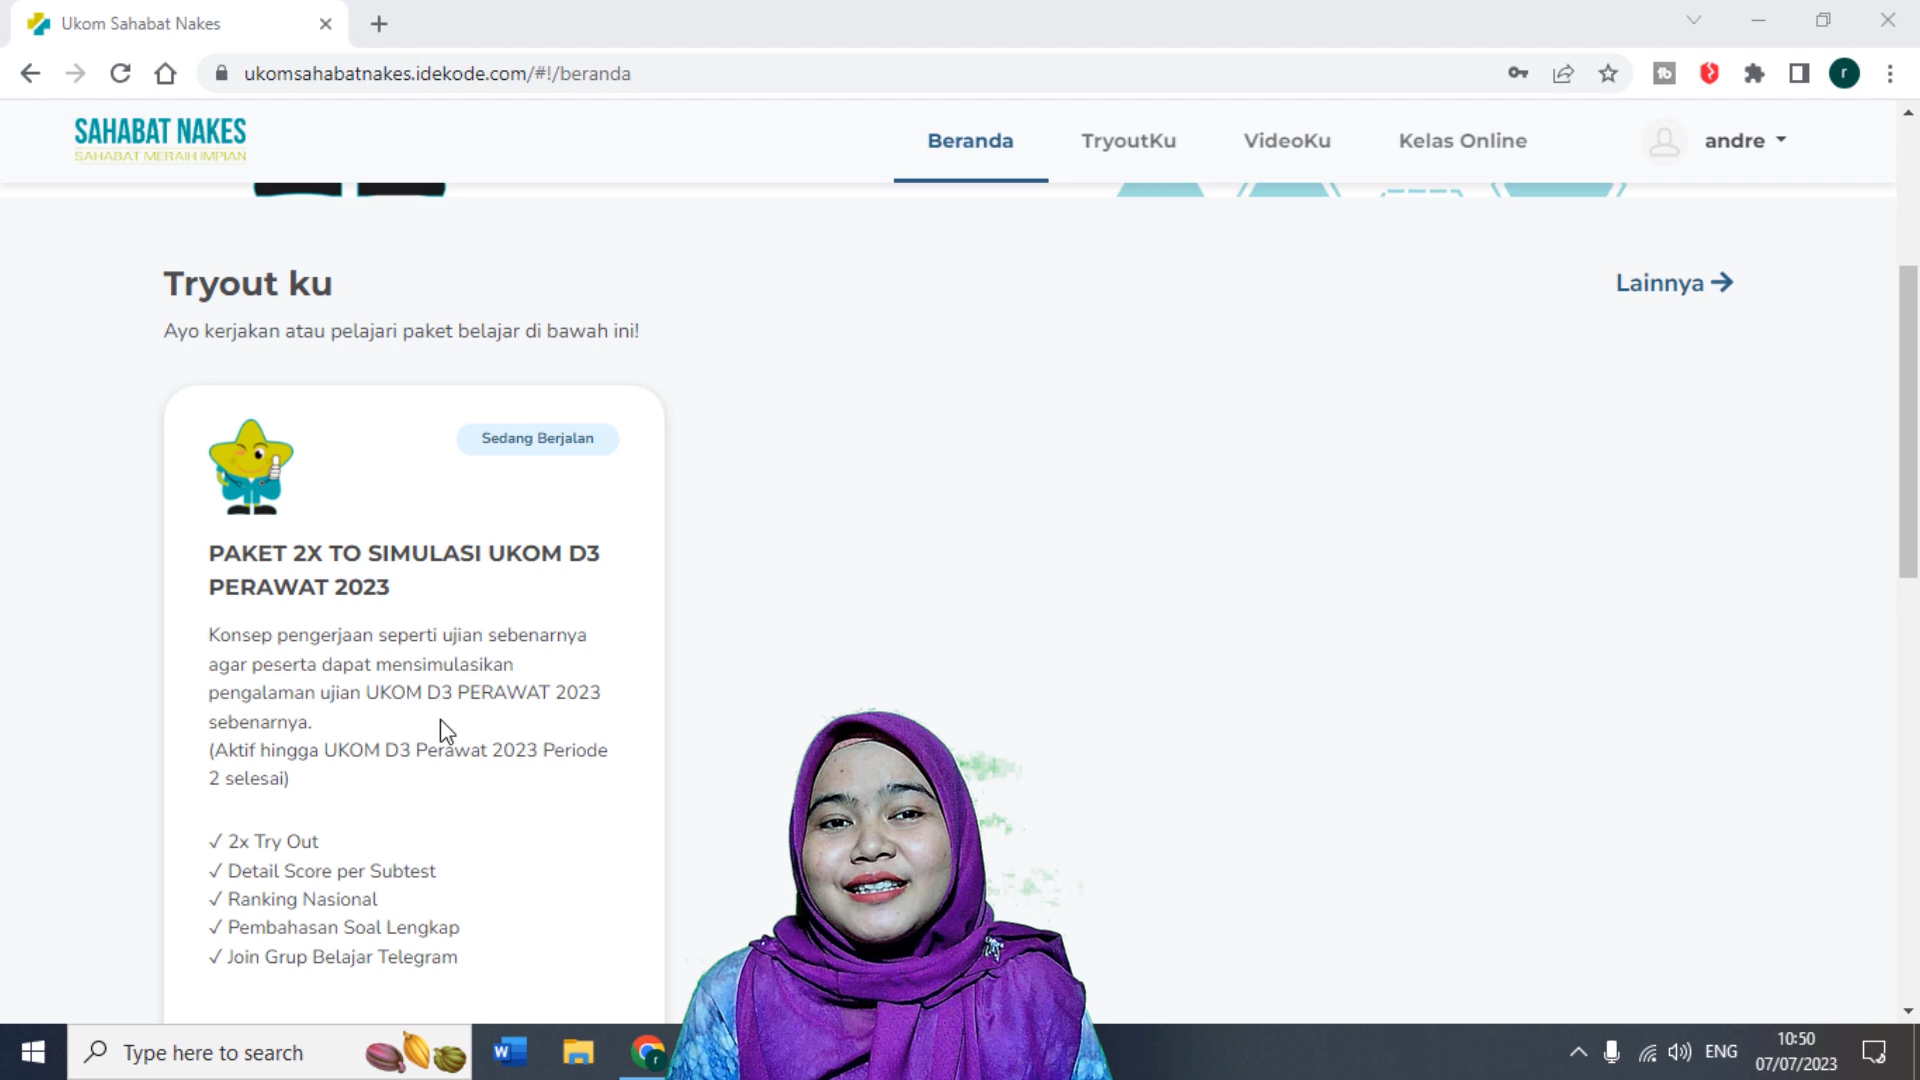 Ukom Sahabat Nakes
ukomsahabatnakes.idekode.com/#!/beranda
r
SAHABAT NAKES
SAHABAT MERAIH IMPIAN
Beranda
TryoutKu
VideoKu
Kelas Online
andre
Tryout ku
Lainnya
Ayo kerjakan atau pelajari paket belajar di bawah ini!
Sedang Berjalan
PAKET 2X TO SIMULASI UKOM D3
PERAWAT 2023
Konsep pengerjaan seperti ujian sebenarnya
agar peserta dapat mensimulasikan
pengalaman ujian UKOM D3 PERAWAT 2023
sebenarnya.
(Aktif hingga UKOM D3 Perawat 2023 Periode
2 selesai)
✓ 2x Try Out
✓ Detail Score per Subtest
✓ Ranking Nasional
✓ Pembahasan Soal Lengkap
✓ Join Grup Belajar Telegram
Type here to search
W
r
ENG
10:50
07/07/2023